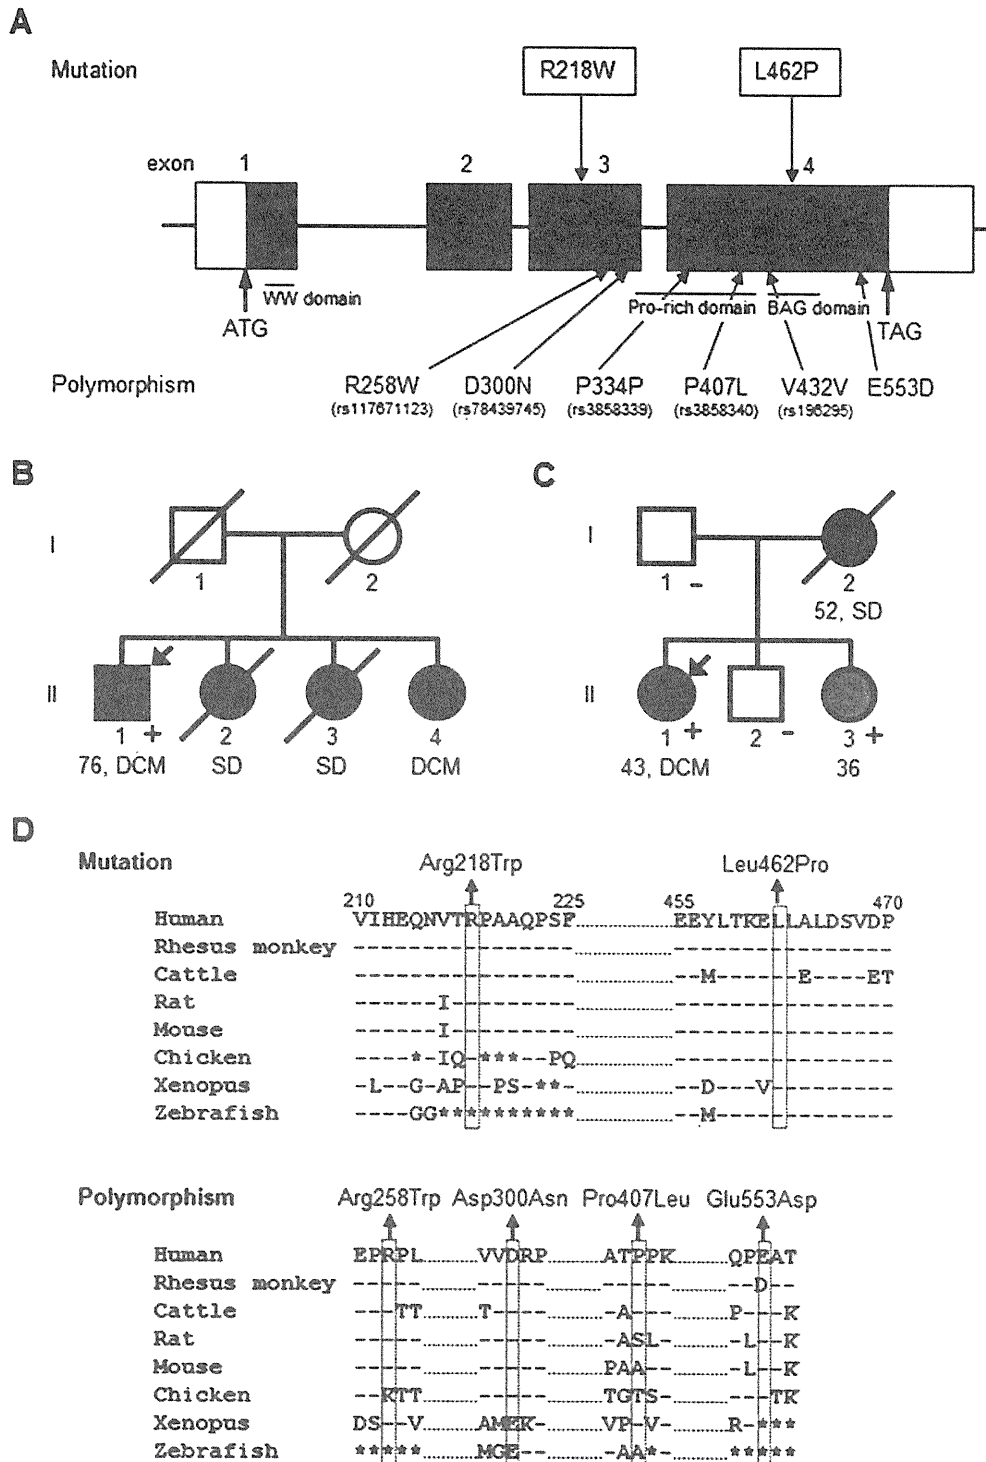 A
Mutation
R218W L462P
exon 1 2 3 4
WW domain Pro-rich domain BAG domain
ATG TAG
Polymorphism R258W D300N P334P P407L V432V E553D
(rs117671123) (rs78439745) (rs3858339) (rs3858340) (rs196295)
B C
I 1 2 I 1 - 2
52, SD
II 1 + 2 3 4 II 1 + 2 - 3 +
76, DCM SD SD DCM 43, DCM 36
D
Mutation Arg218Trp Leu462Pro
210 225 455 470
Human VIHEQNVTRPAAQPSF EEYLTKELLALDSVDP
Rhesus monkey ---------------- ----------------
Cattle ---------------- --M------E----ET
Rat ------I--------- ----------------
Mouse ------I--------- ----------------
Chicken ----*-IQ-***--PQ ----------------
Xenopus -L--G-AP--PS-**- --D---V---------
Zebrafish ----GG********** --M-------------
Polymorphism Arg258Trp Asp300Asn Pro407Leu Glu553Asp
Human EPRPL VVDRP ATPPK QPEAT
Rhesus monkey ----- ----- ----- --D--
Cattle ---TT T---- -A--- P---K
Rat ----- ----- -ASL- -L--K
Mouse ----- ----- PAA-- -L--K
Chicken --KTT ----- TGTS- ---TK
Xenopus DS--V AMEK- VP-V- R-***
Zebrafish ***** MGE-- -AA*- *****